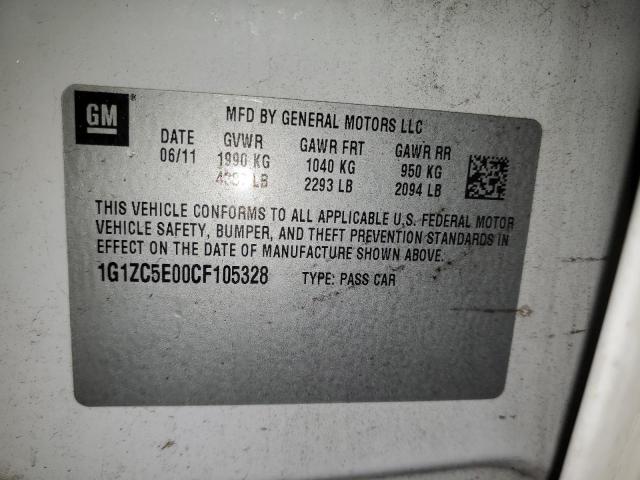 GM ®
MFD BY GENERAL MOTORS LLC
DATE GVWR GAWR FRT GAWR RR
06/11 1990 KG 1040 KG 950 KG
LB 2293 LB 2094 LB
THIS VEHICLE CONFORMS TO ALL APPLICABLE U.S. FEDERAL MOTOR
VEHICLE SAFETY, BUMPER, AND THEFT PREVENTION STANDARDS IN
EFFECT ON THE DATE OF MANUFACTURE SHOWN ABOVE.
1G1ZC5E00CF105328 TYPE: PASS CAR